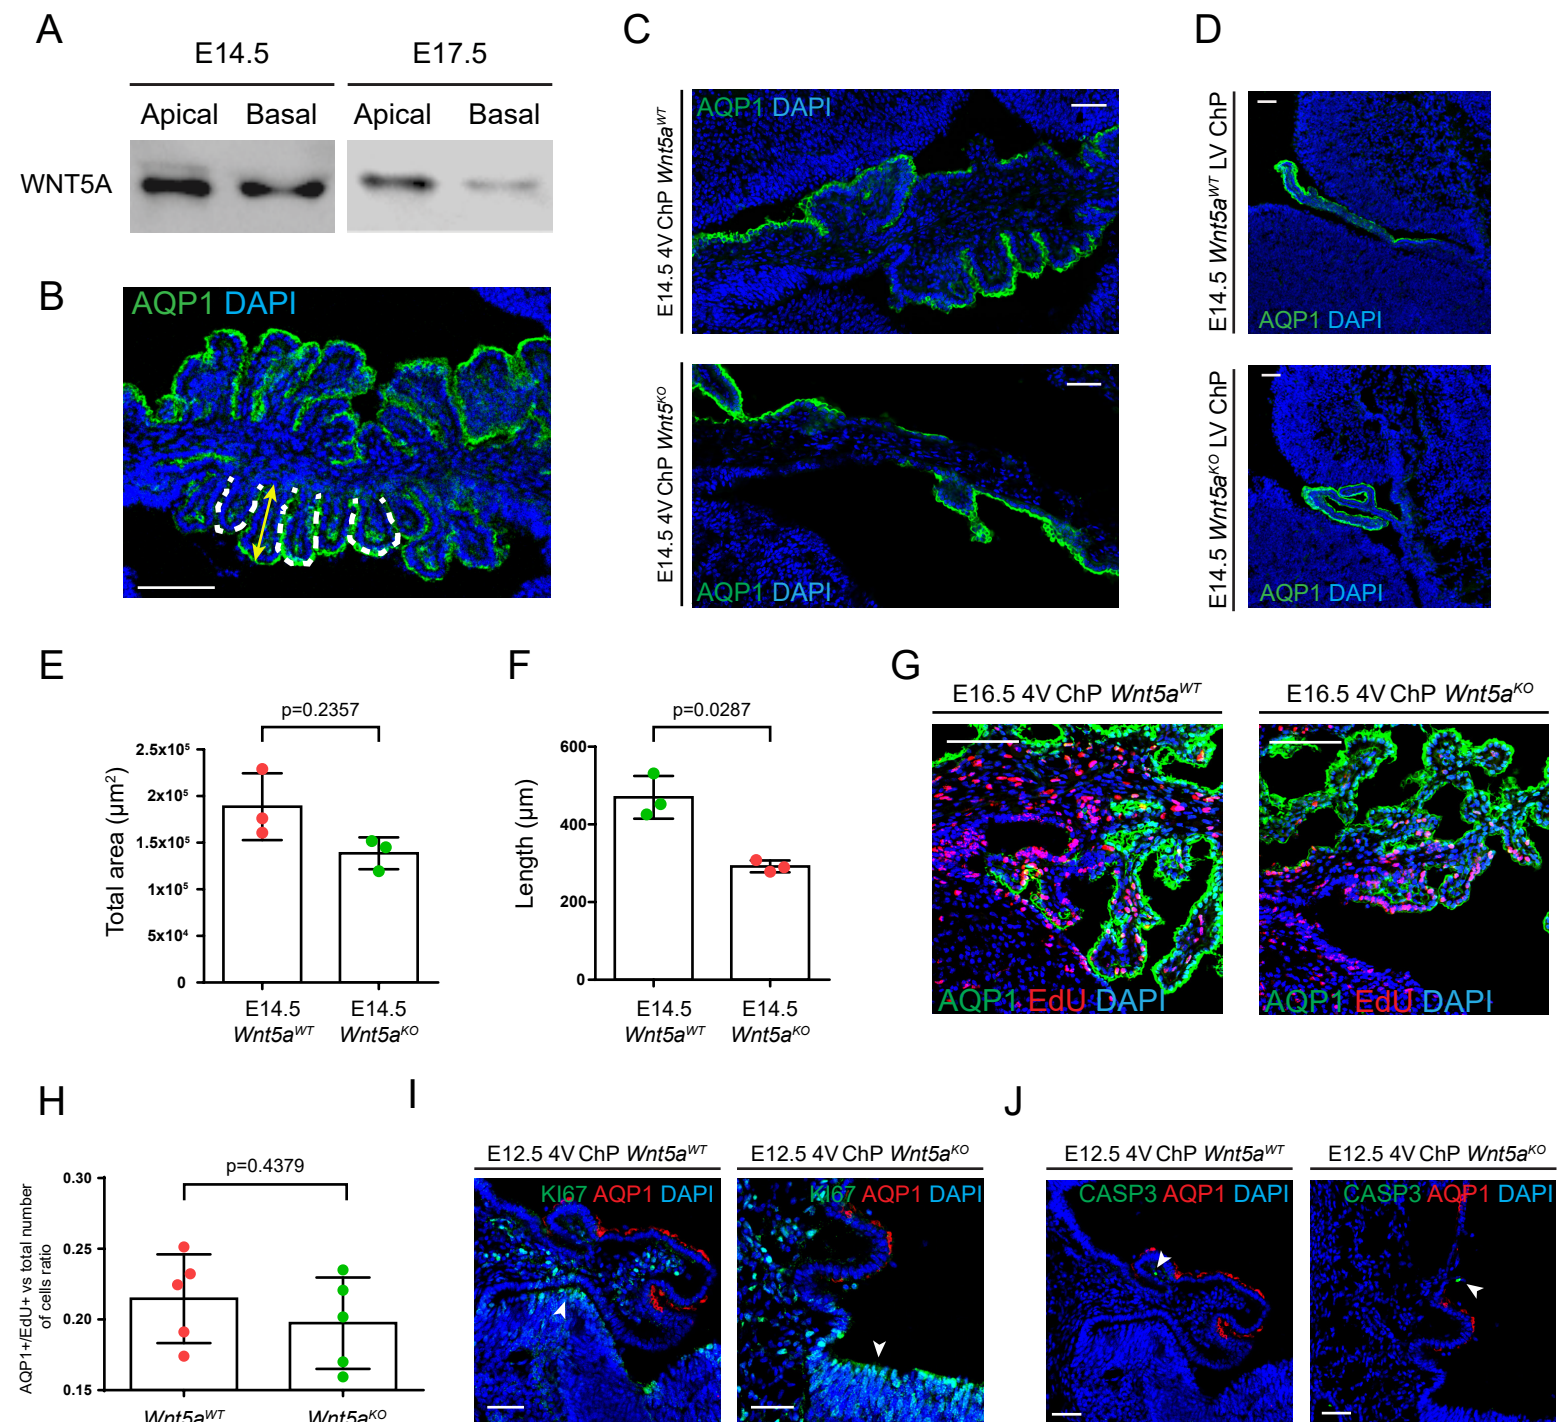 A
E14.5
E17.5
Apical
Basal
Apical
Basal
WNT5A
B
AQP1 DAPI
C
E14.5 4V ChP Wnt5aWT
AQP1 DAPI
E14.5 4V ChP Wnt5KO
AQP1 DAPI
D
E14.5 Wnt5aWT LV ChP
AQP1 DAPI
E14.5 Wnt5aKO LV ChP
AQP1 DAPI
E
p=0.2357
Total area (µm2)
2.5x10⁵
2x10⁵
1.5x10⁵
1x10⁵
5x10⁴
0
E14.5
Wnt5aWT
E14.5
Wnt5aKO
F
p=0.0287
Length (µm)
600
400
200
0
E14.5
Wnt5aWT
E14.5
Wnt5aKO
G
E16.5 4V ChP Wnt5aWT
AQP1 EdU DAPI
E16.5 4V ChP Wnt5aKO
AQP1 EdU DAPI
H
p=0.4379
AQP1+/EdU+ vs total number
of cells ratio
0.30
0.25
0.20
0.15
Wnt5aWT
Wnt5aKO
I
E12.5 4V ChP Wnt5aWT
KI67 AQP1 DAPI
E12.5 4V ChP Wnt5aKO
KI67 AQP1 DAPI
J
E12.5 4V ChP Wnt5aWT
CASP3 AQP1 DAPI
E12.5 4V ChP Wnt5aKO
CASP3 AQP1 DAPI